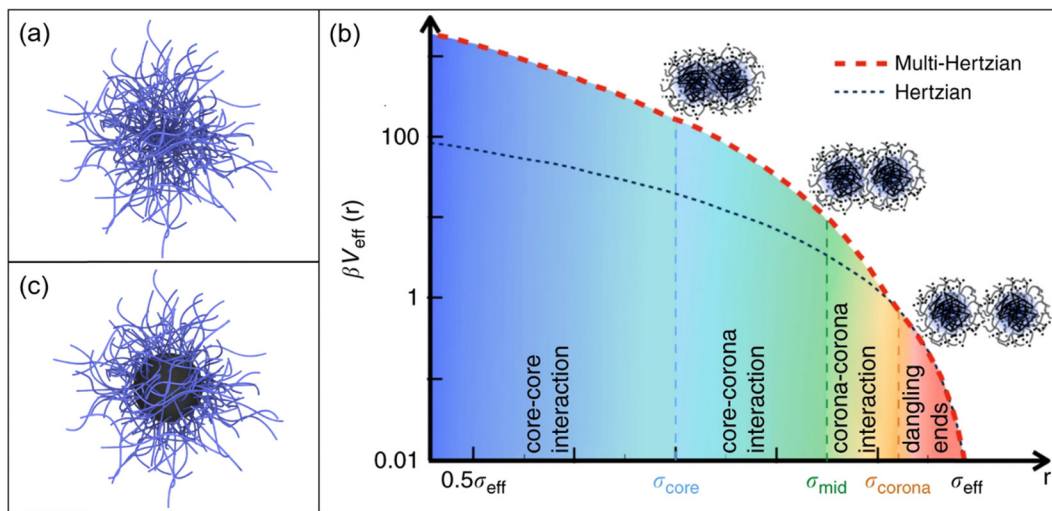 (a)
(b)
Multi-Hertzian
Hertzian
100
1
0.01
βV_eff (r)
core-core
interaction
core-corona
interaction
corona-corona
interaction
dangling
ends
0.5σ_eff
σ_core
σ_mid
σ_corona
σ_eff
r
(c)